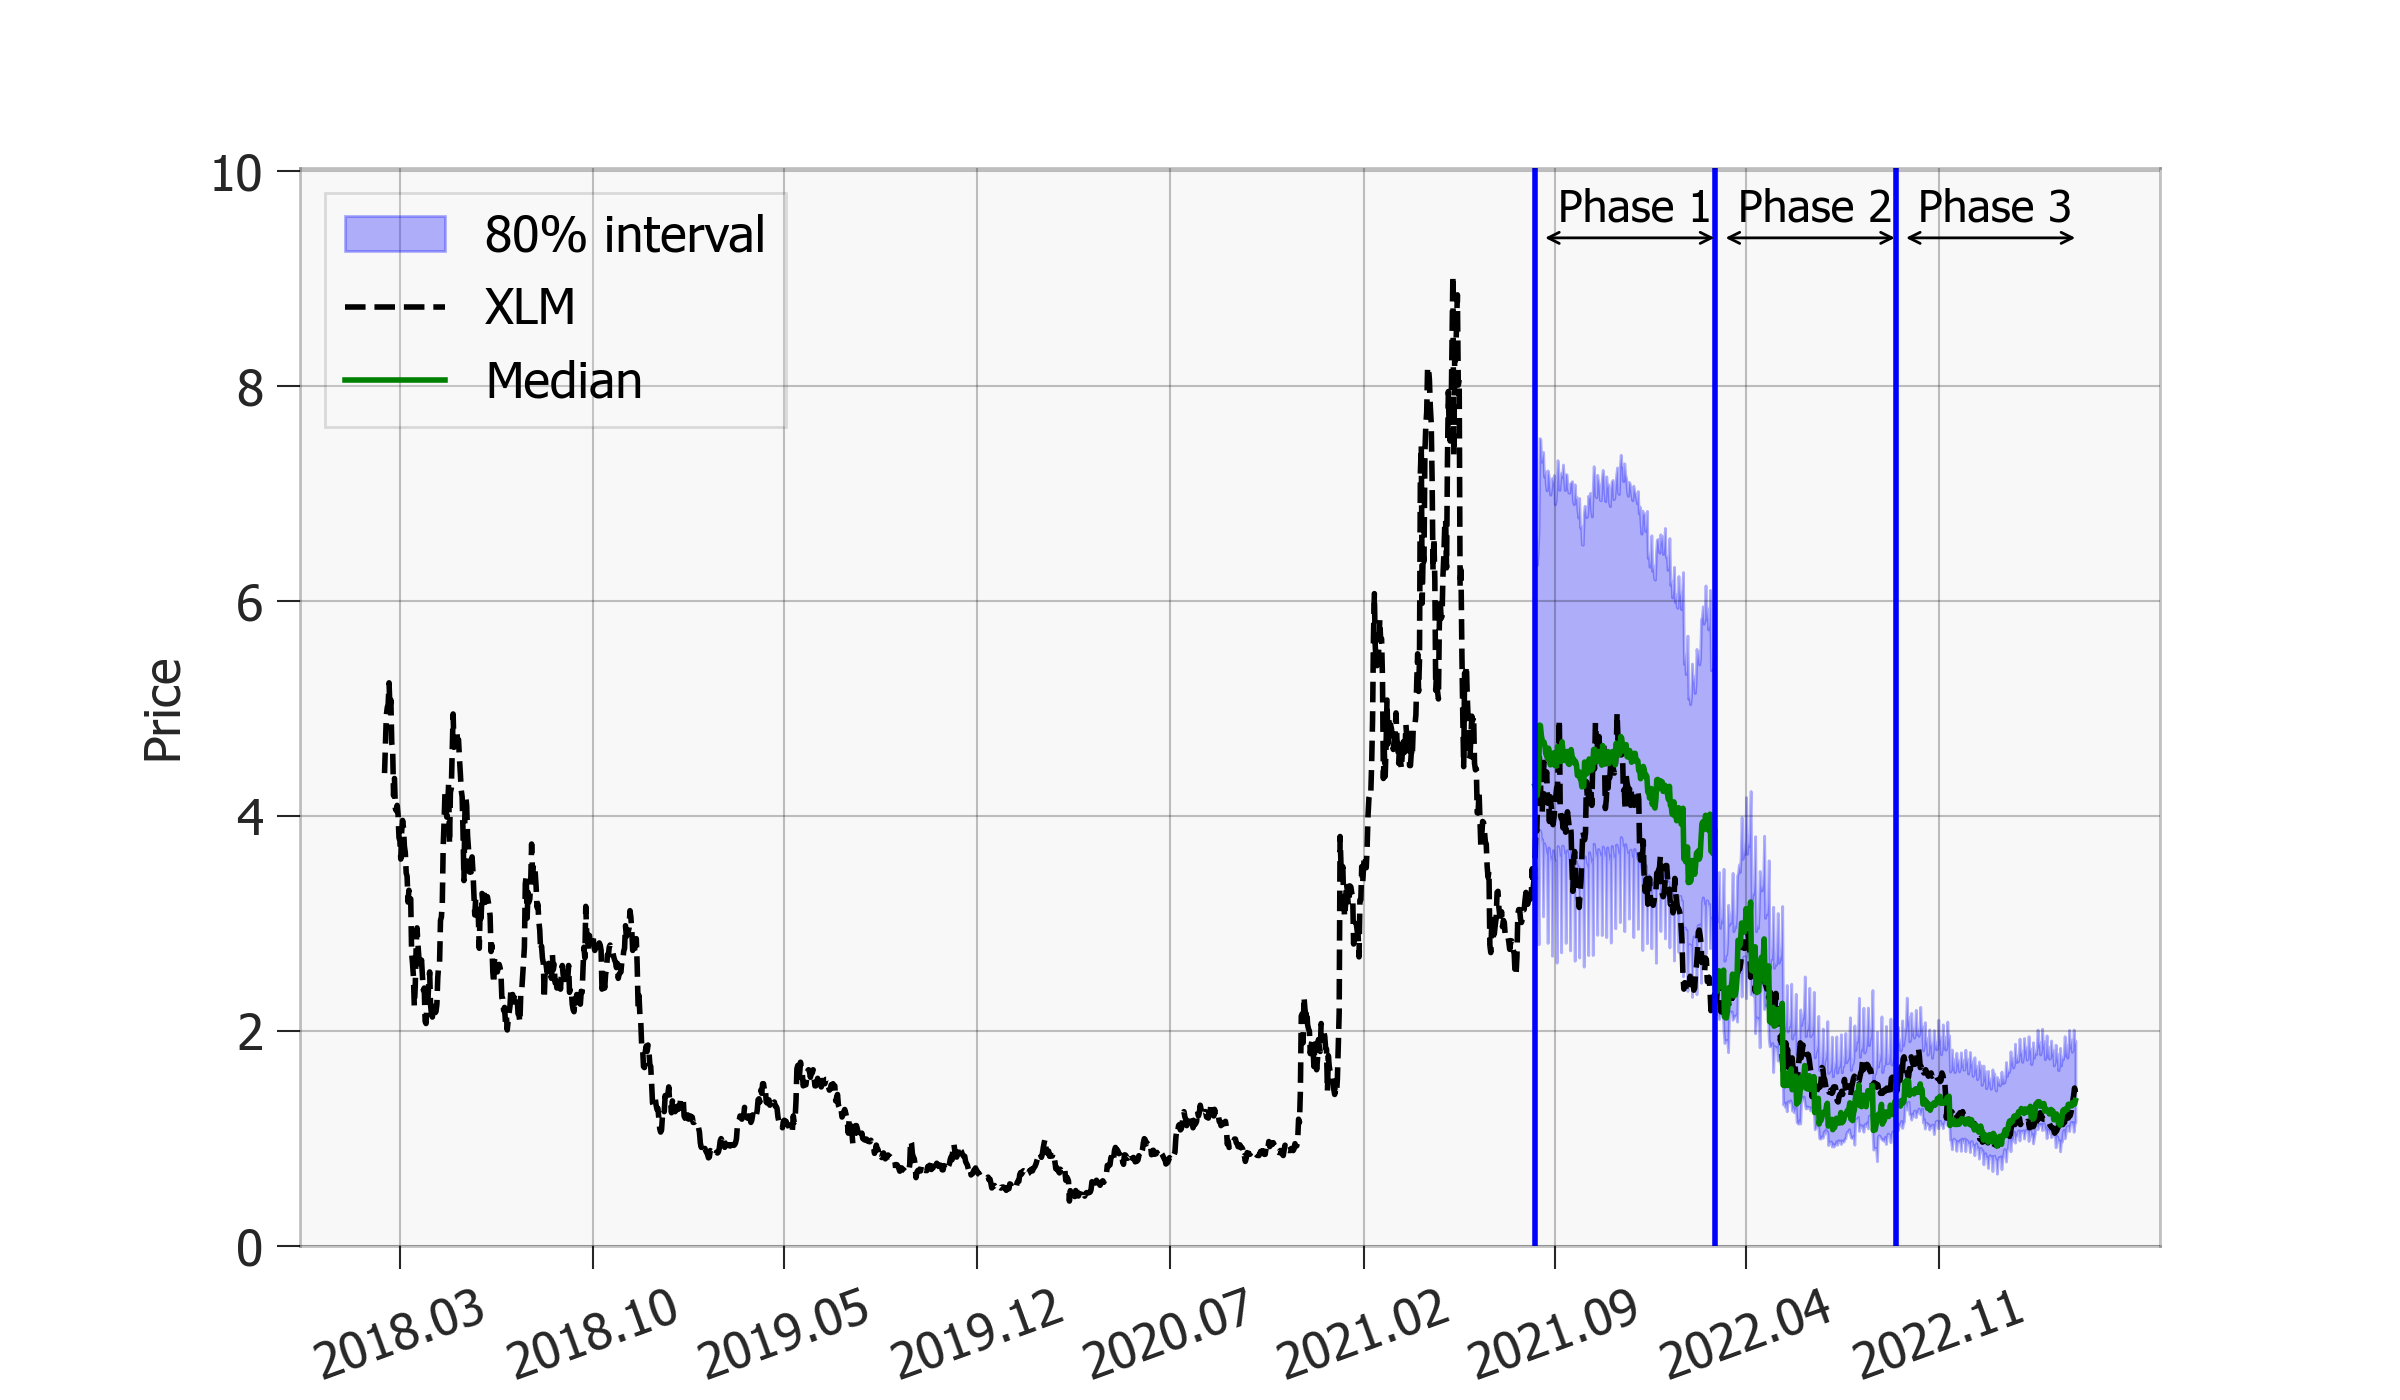 80% interval
XLM
Median
Phase 1
Phase 2
Phase 3
10
8
6
4
2
0
Price
2018.03
2018.10
2019.05
2019.12
2020.07
2021.02
2021.09
2022.04
2022.11